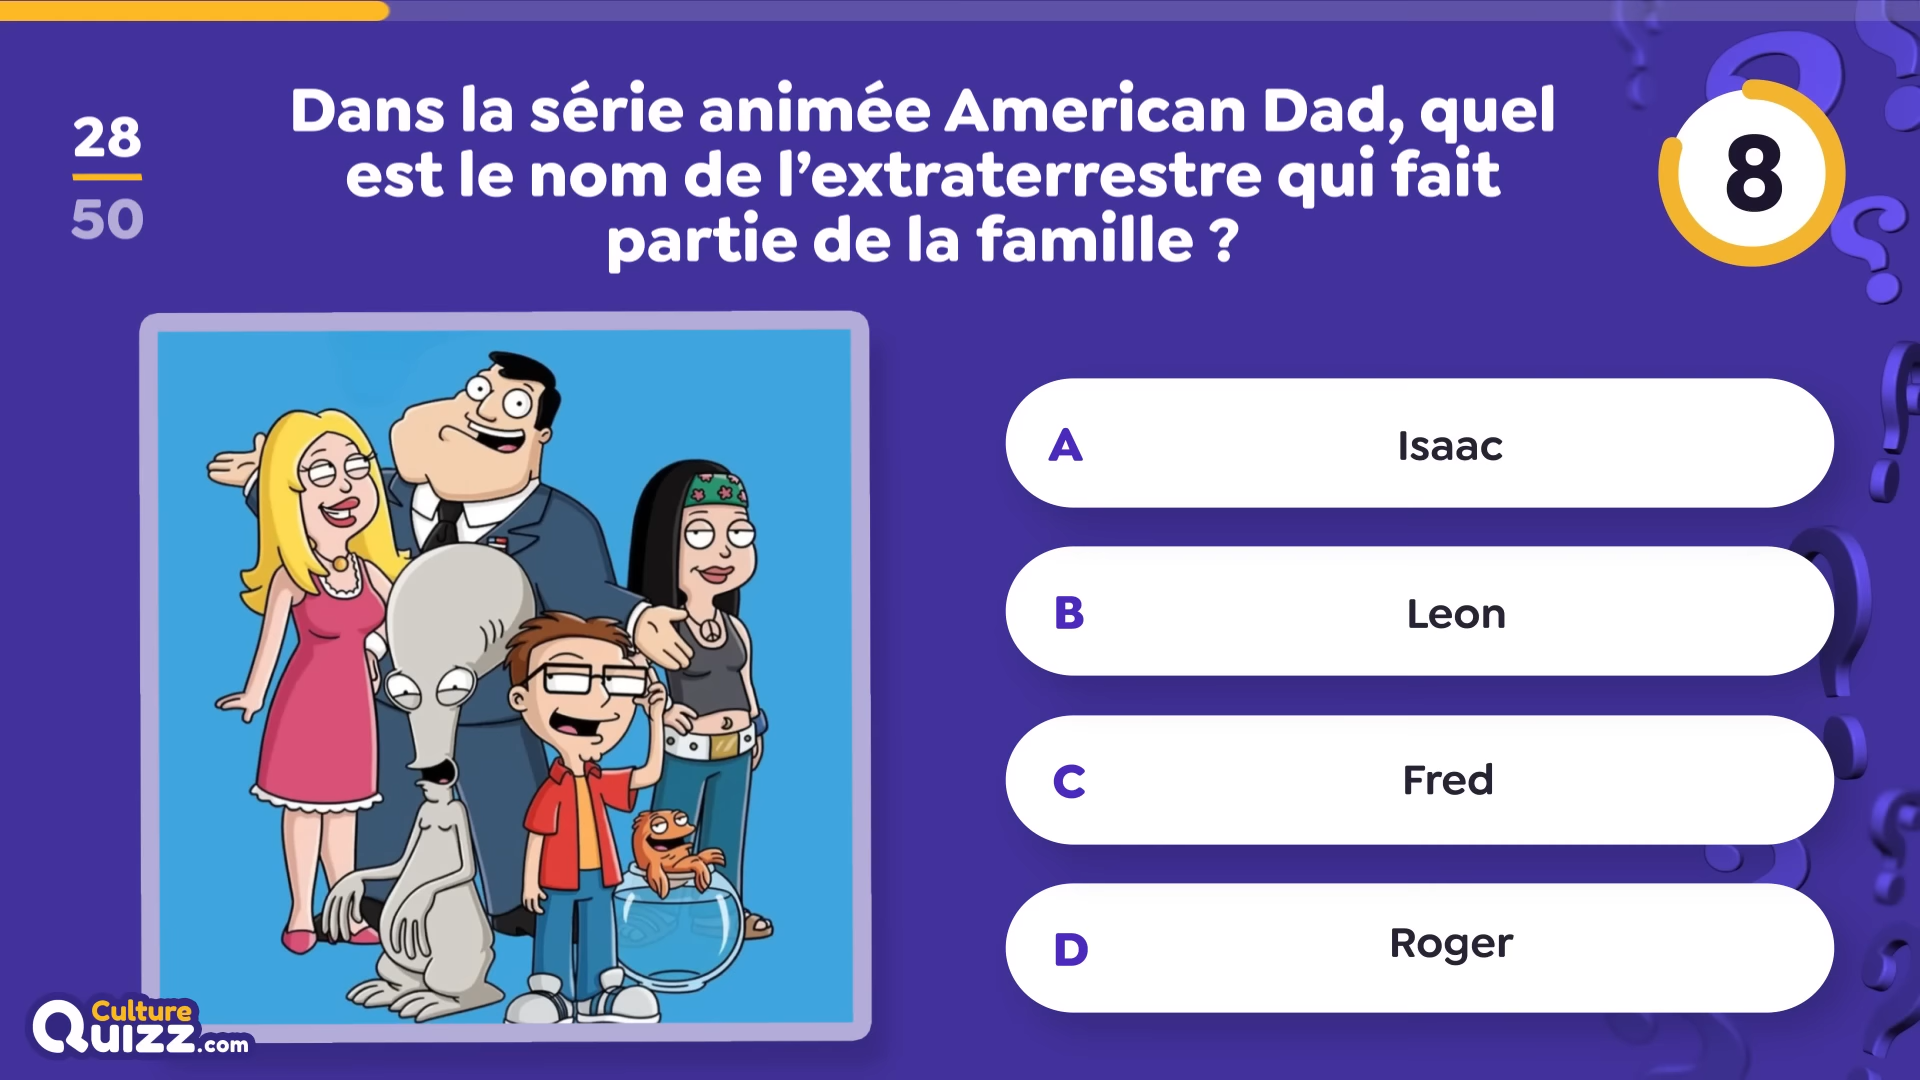 28
50
Dans la série animée American Dad, quel
est le nom de l’extraterrestre qui fait
partie de la famille ?
8
A Isaac
B Leon
C Fred
D Roger
Culture
Quizz.com